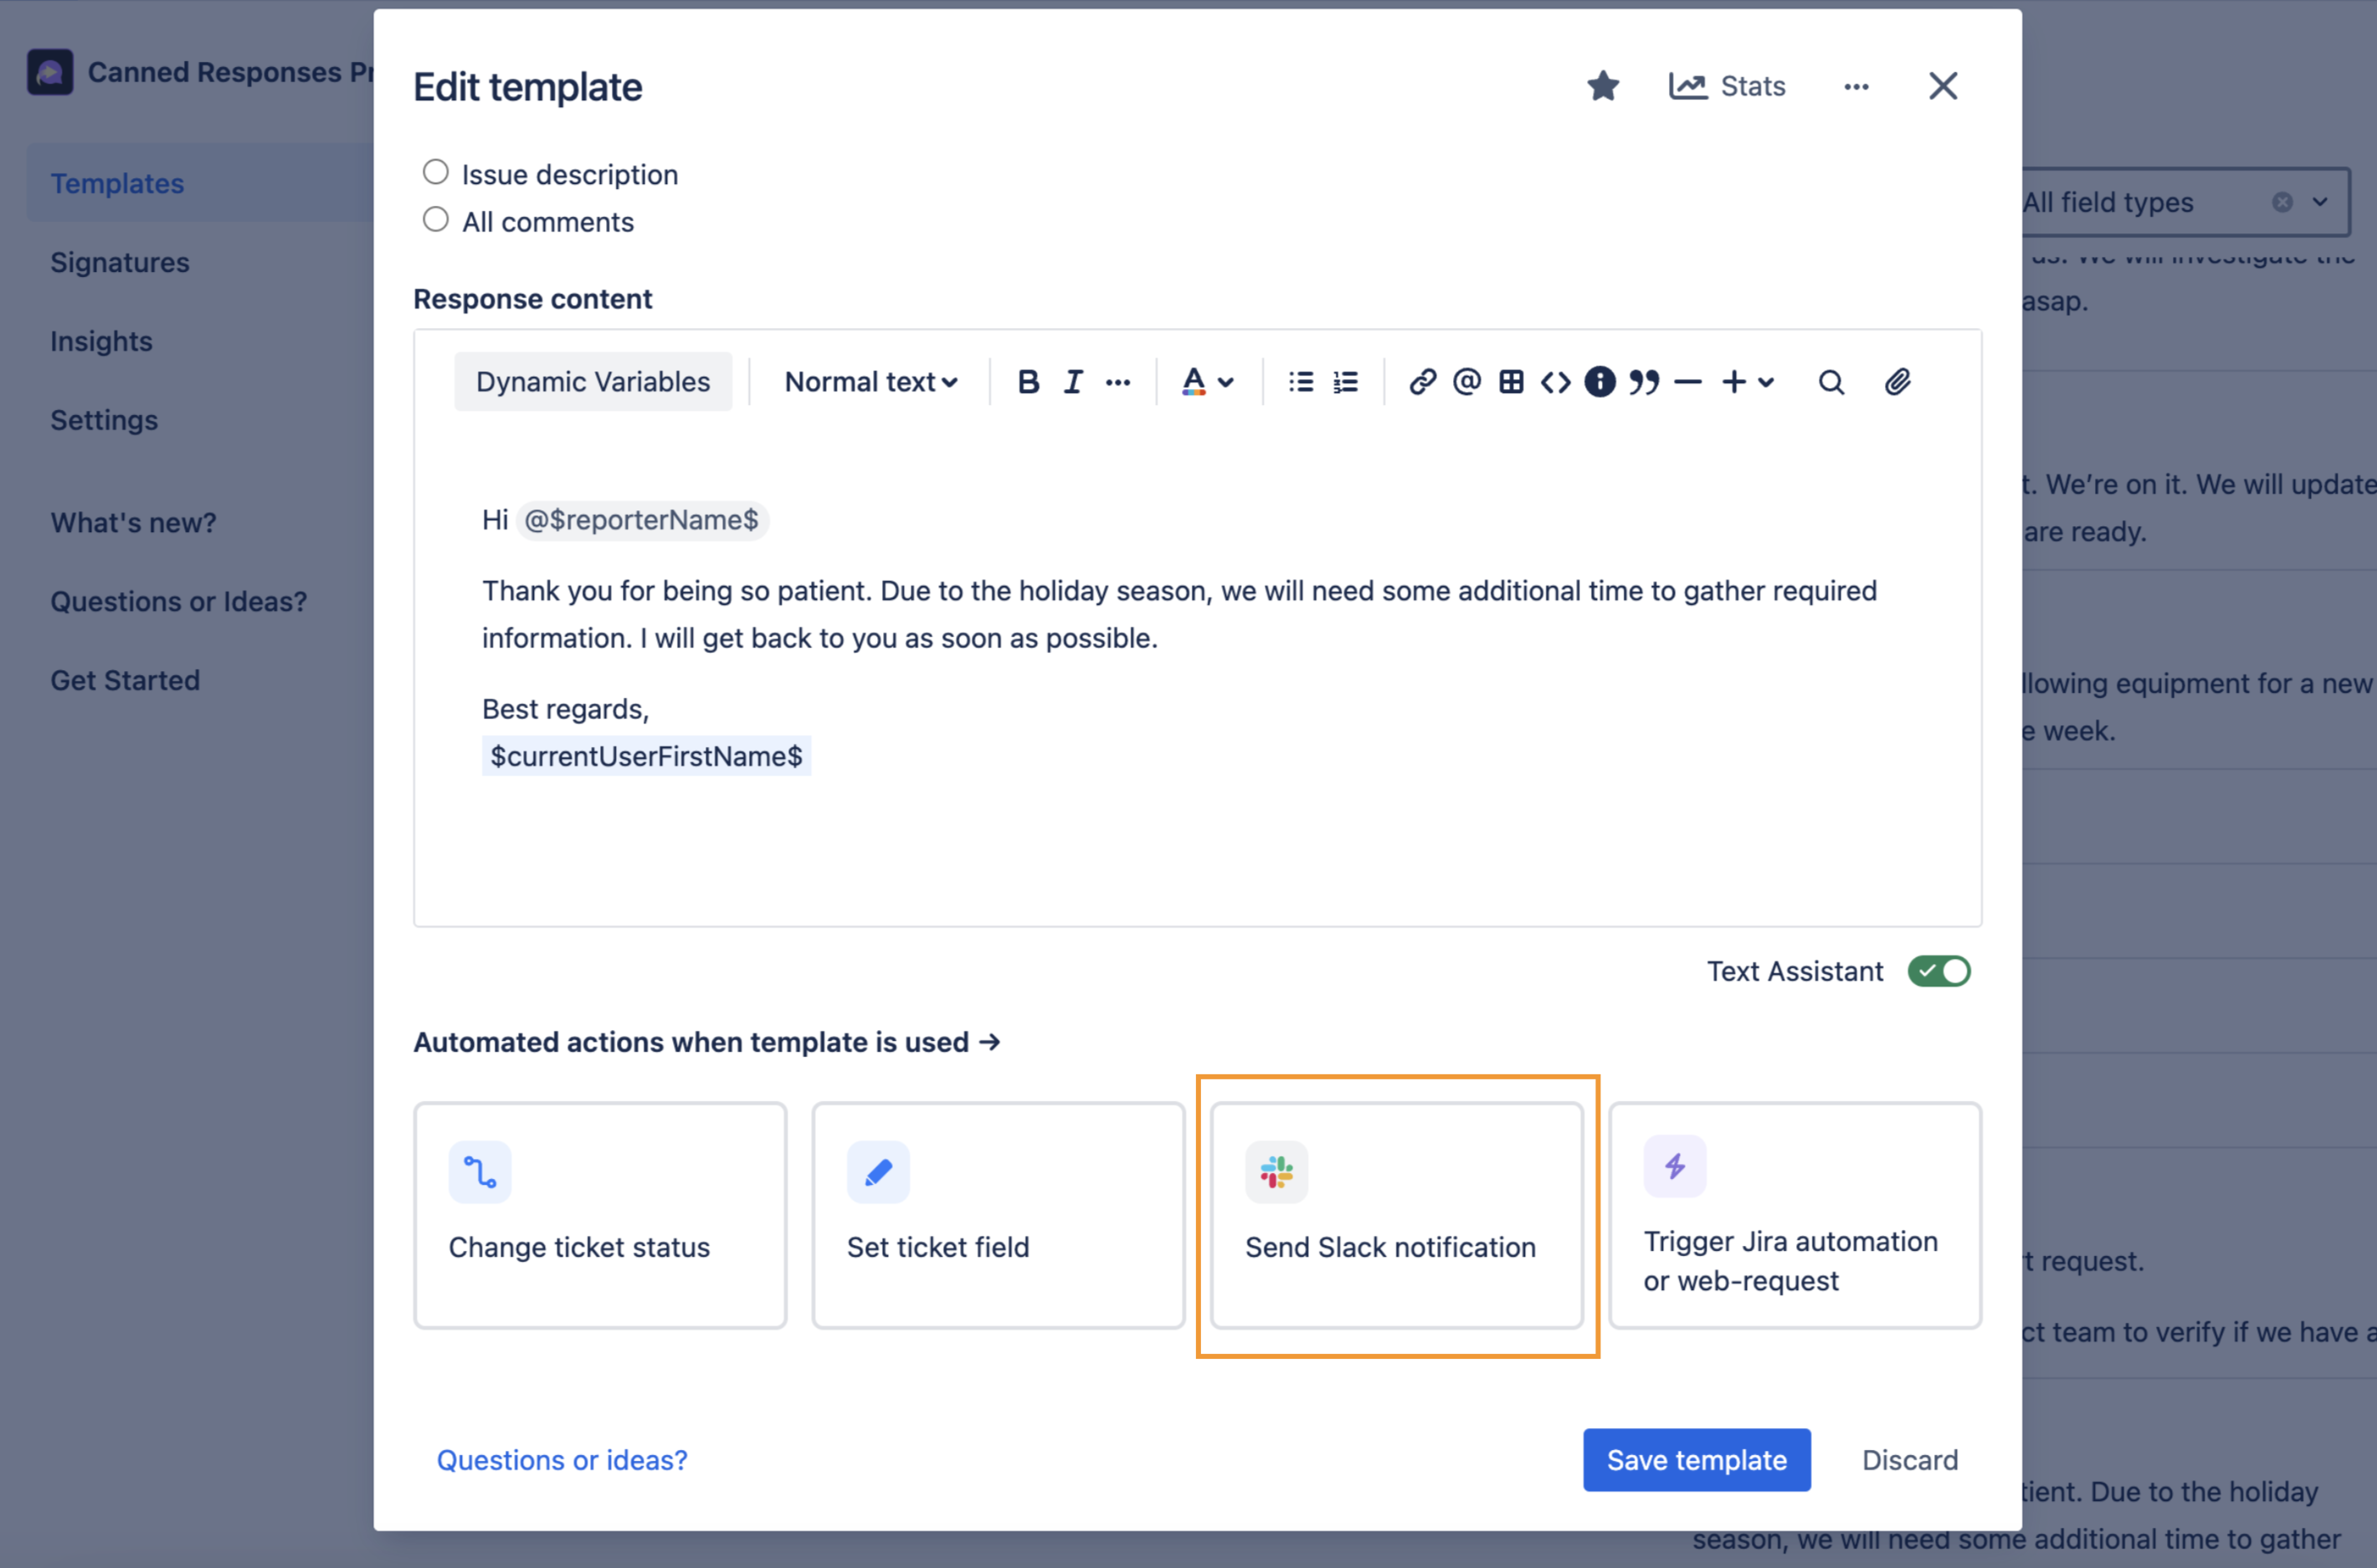 Canned Responses Pr
Templates
Signatures
Insights
Settings
What's new?
Questions or Ideas?
Get Started
Edit template
Stats
Issue description
All comments
Response content
Dynamic Variables
Normal text
Hi @$reporterName$
Thank you for being so patient. Due to the holiday season, we will need some additional time to gather required
information. I will get back to you as soon as possible.
Best regards,
$currentUserFirstName$
Text Assistant
Automated actions when template is used →
Change ticket status
Set ticket field
Send Slack notification
Trigger Jira automation
or web-request
Questions or ideas?
Save template
Discard
All field types
us. We will investigate the
asap.
t. We’re on it. We will update
are ready.
llowing equipment for a new
e week.
t request.
ct team to verify if we have a
tient. Due to the holiday
season, we will need some additional time to gather